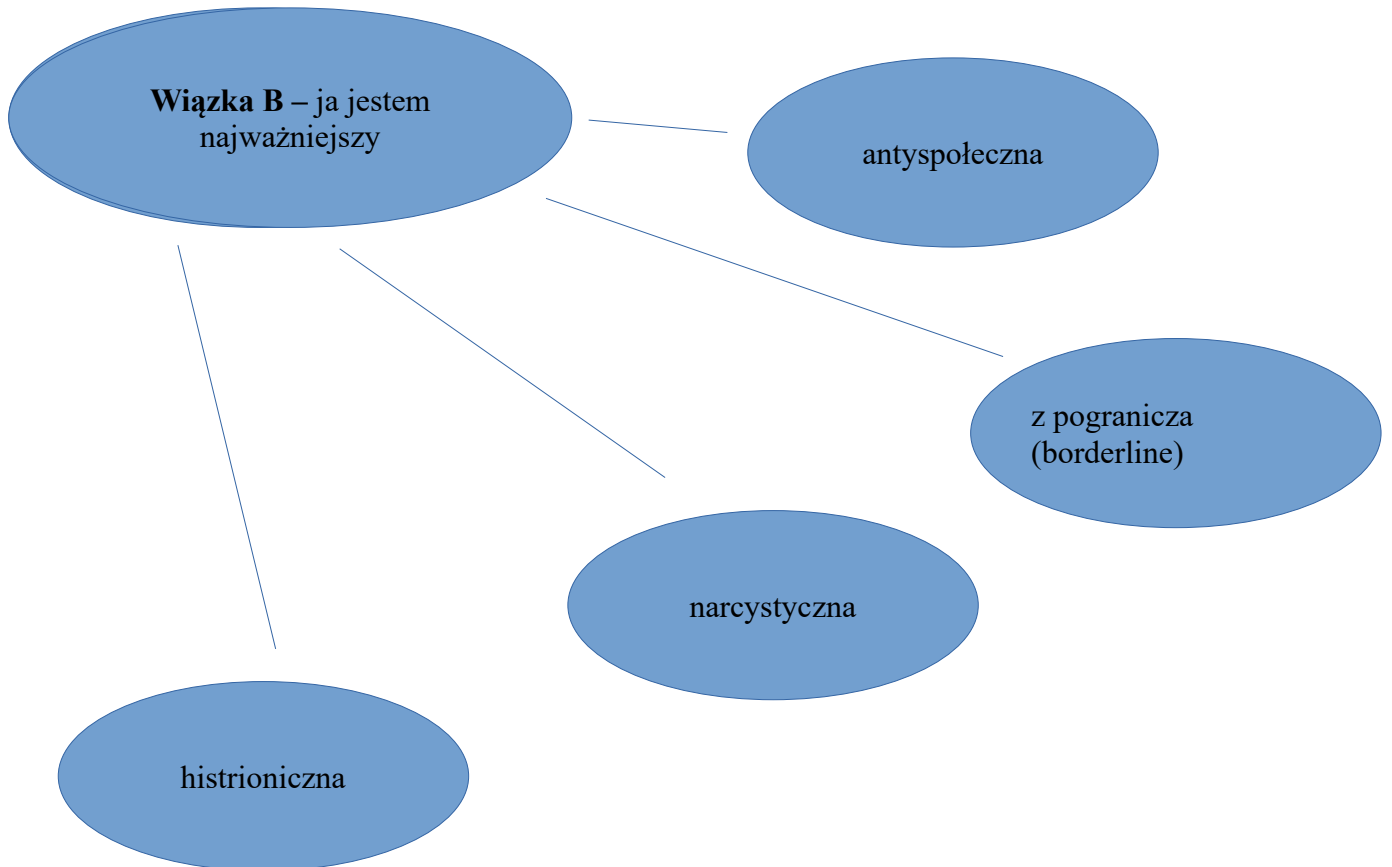 Wiązka B – ja jestem
najważniejszy
antyspołeczna
z pogranicza
(borderline)
narcystyczna
histrioniczna